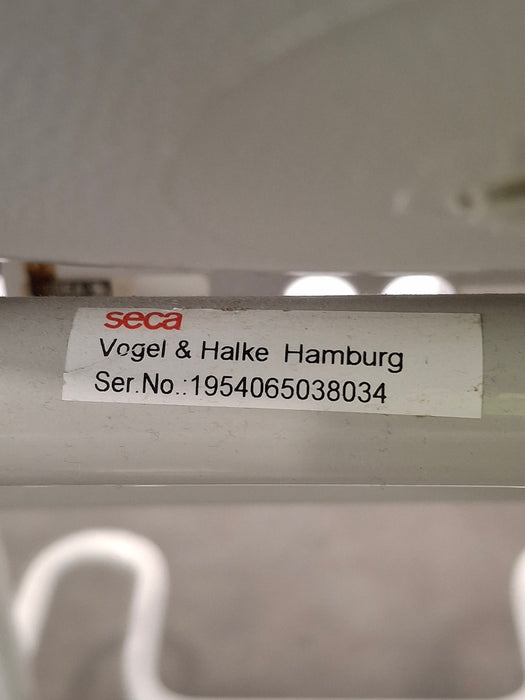 seca
Vogel & Halke Hamburg
Ser.No.:1954065038034